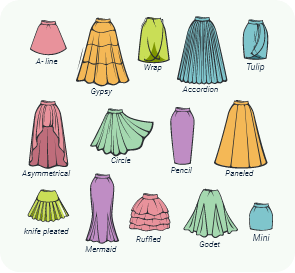 A- line
Gypsy
Wrap
Accordion
Tulip
Asymmetrical
Circle
Pencil
Paneled
knife pleated
Mermaid
Ruffled
Godet
Mini